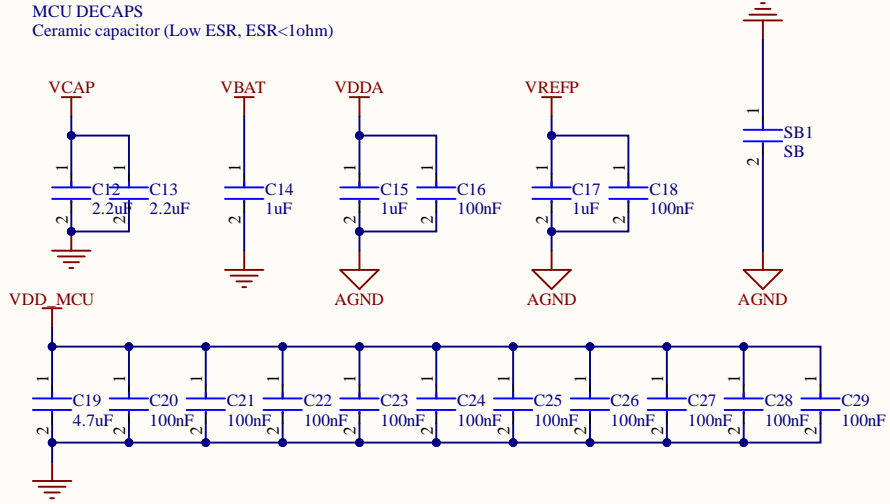 MCU DECAPS
Ceramic capacitor (Low ESR, ESR<1ohm)
VCAP
VBAT
VDDA
VREFP
1
2
C12
2.2uF
1
2
C13
2.2uF
1
2
C14
1uF
1
2
C15
1uF
1
2
C16
100nF
1
2
C17
1uF
1
2
C18
100nF
1
2
SB1
SB
AGND
AGND
AGND
VDD_MCU
1
2
C19
4.7uF
1
2
C20
100nF
1
2
C21
100nF
1
2
C22
100nF
1
2
C23
100nF
1
2
C24
100nF
1
2
C25
100nF
1
2
C26
100nF
1
2
C27
100nF
1
2
C28
100nF
1
2
C29
100nF